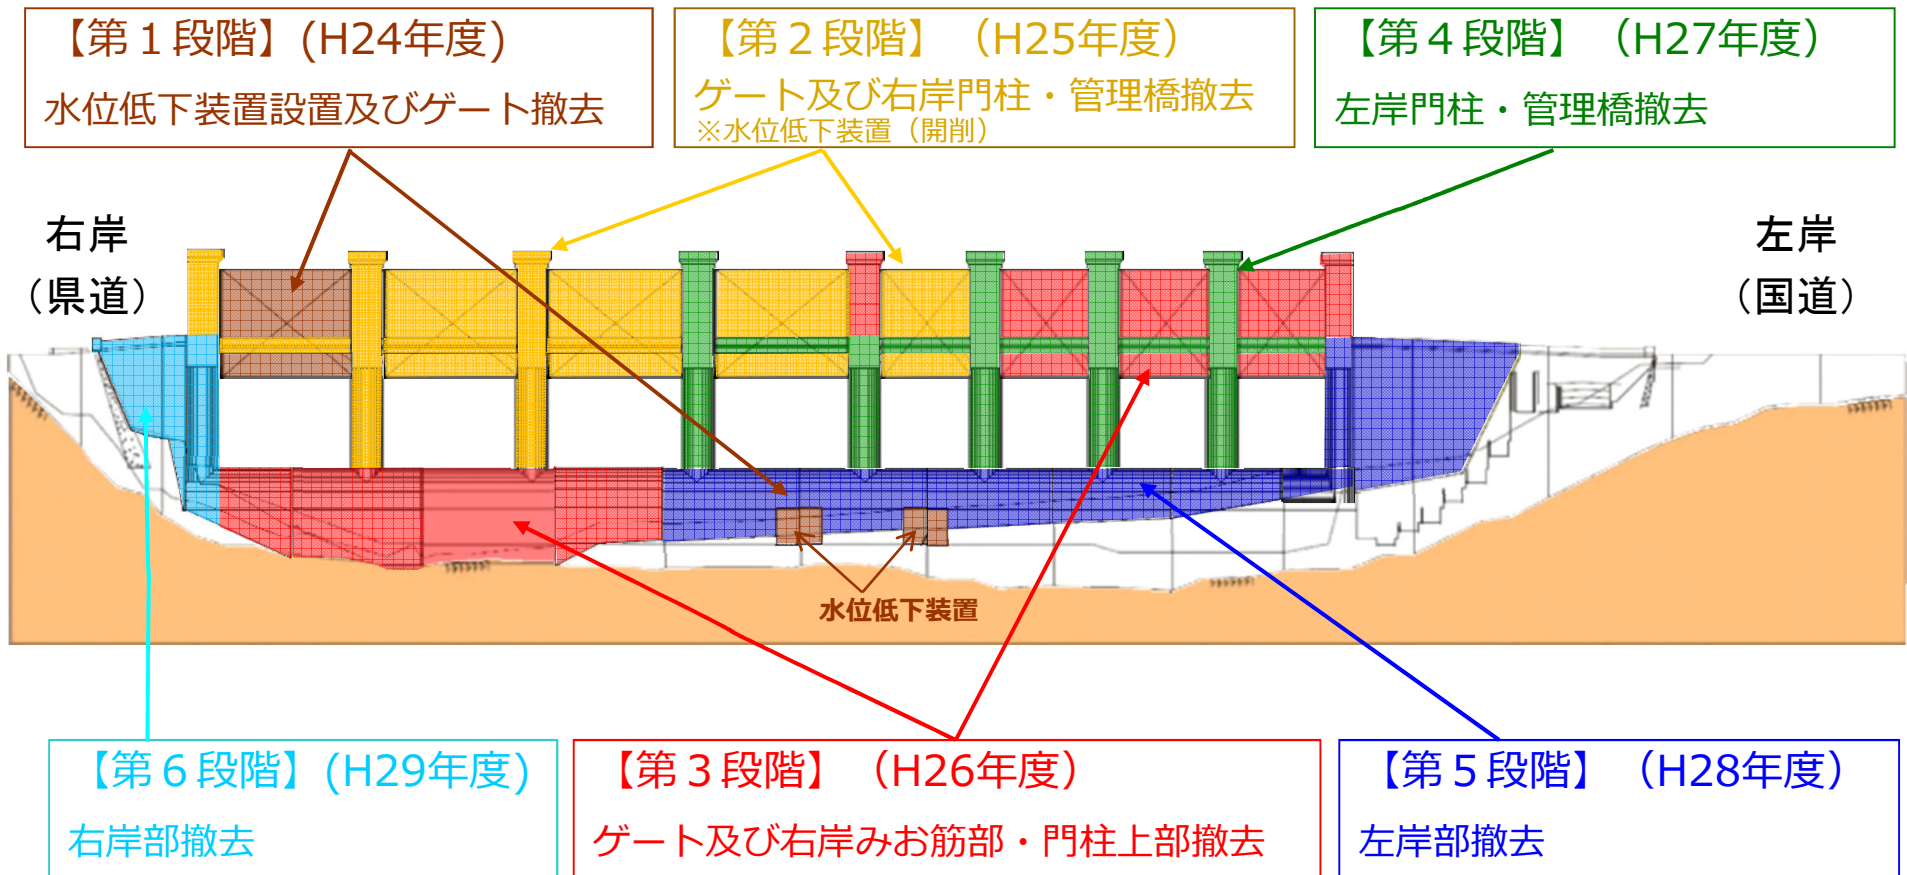 【第１段階】(H24年度)
水位低下装置設置及びゲート撤去
【第２段階】（H25年度）
ゲート及び右岸門柱・管理橋撤去
※水位低下装置（開削）
【第４段階】（H27年度）
左岸門柱・管理橋撤去
右岸
（県道）
左岸
（国道）
水位低下装置
【第６段階】(H29年度)
右岸部撤去
【第３段階】（H26年度）
ゲート及び右岸みお筋部・門柱上部撤去
【第５段階】（H28年度）
左岸部撤去